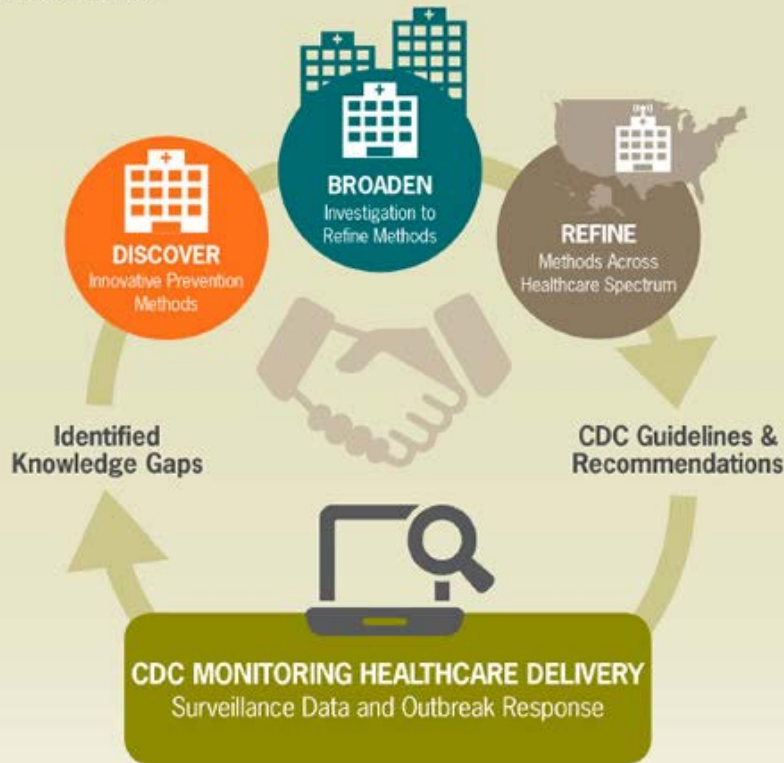 BROADEN
Investigation to
Refine Methods
DISCOVER
Innovative Prevention
Methods
REFINE
Methods Across
Healthcare Spectrum
Identified
Knowledge Gaps
CDC Guidelines &
Recommendations
CDC MONITORING HEALTHCARE DELIVERY
Surveillance Data and Outbreak Response